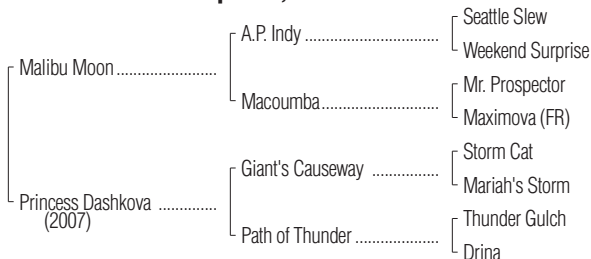 Seattle Slew
A.P. Indy ..............................
Weekend Surprise
Malibu Moon ......................
Mr. Prospector
Macoumba..........................
Maximova (FR)
Storm Cat
Giant's Causeway ...............
Mariah's Storm
Princess Dashkova .............
(2007)
Thunder Gulch
Path of Thunder ..................
Drina